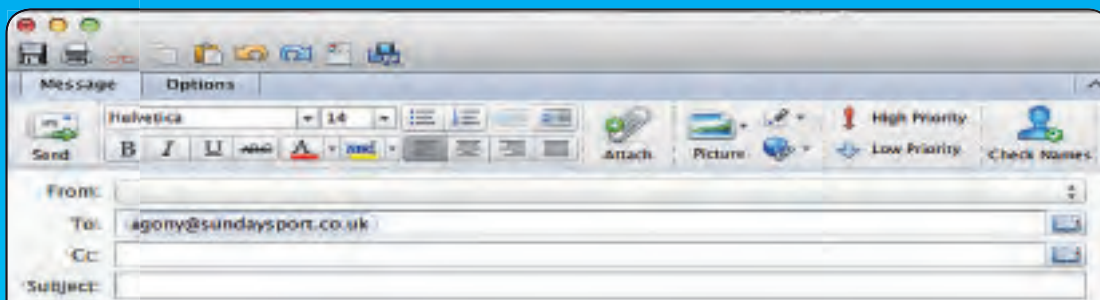 Message Options
Helvetica 14 High Priority
B I U ABC A Low Priority
Send Attach Picture Check Names
From:
To: agony@sundaysport.co.uk
Cc:
Subject: